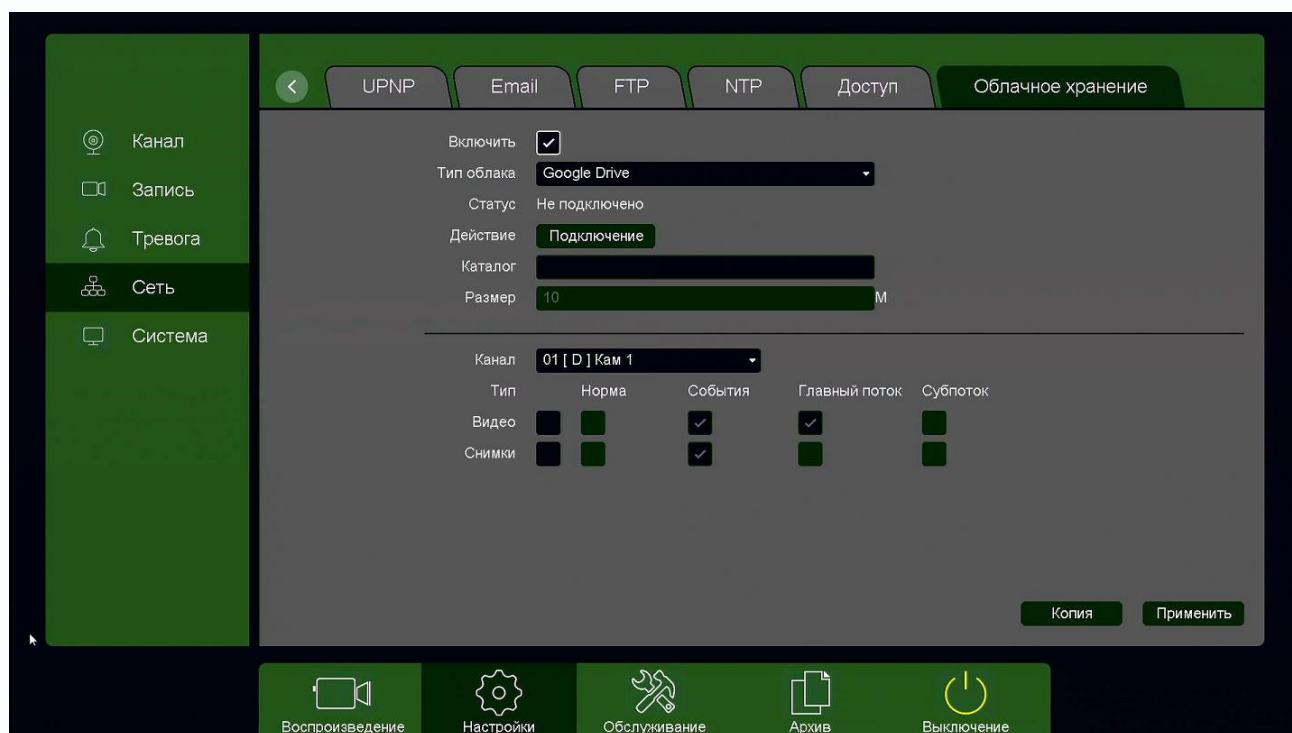 UPNP Email FTP NTP Доступ Облачное хранение
Канал
Запись
Тревога
Сеть
Система
Включить
Тип облака Google Drive
Статус Не подключено
Действие Подключение
Каталог
Размер 10 M
Канал 01 [ D ] Кам 1
Тип Норма События Главный поток Субпоток
Видео
Снимки
Копия Применить
Воспроизведение Настройки Обслуживание Архив Выключение